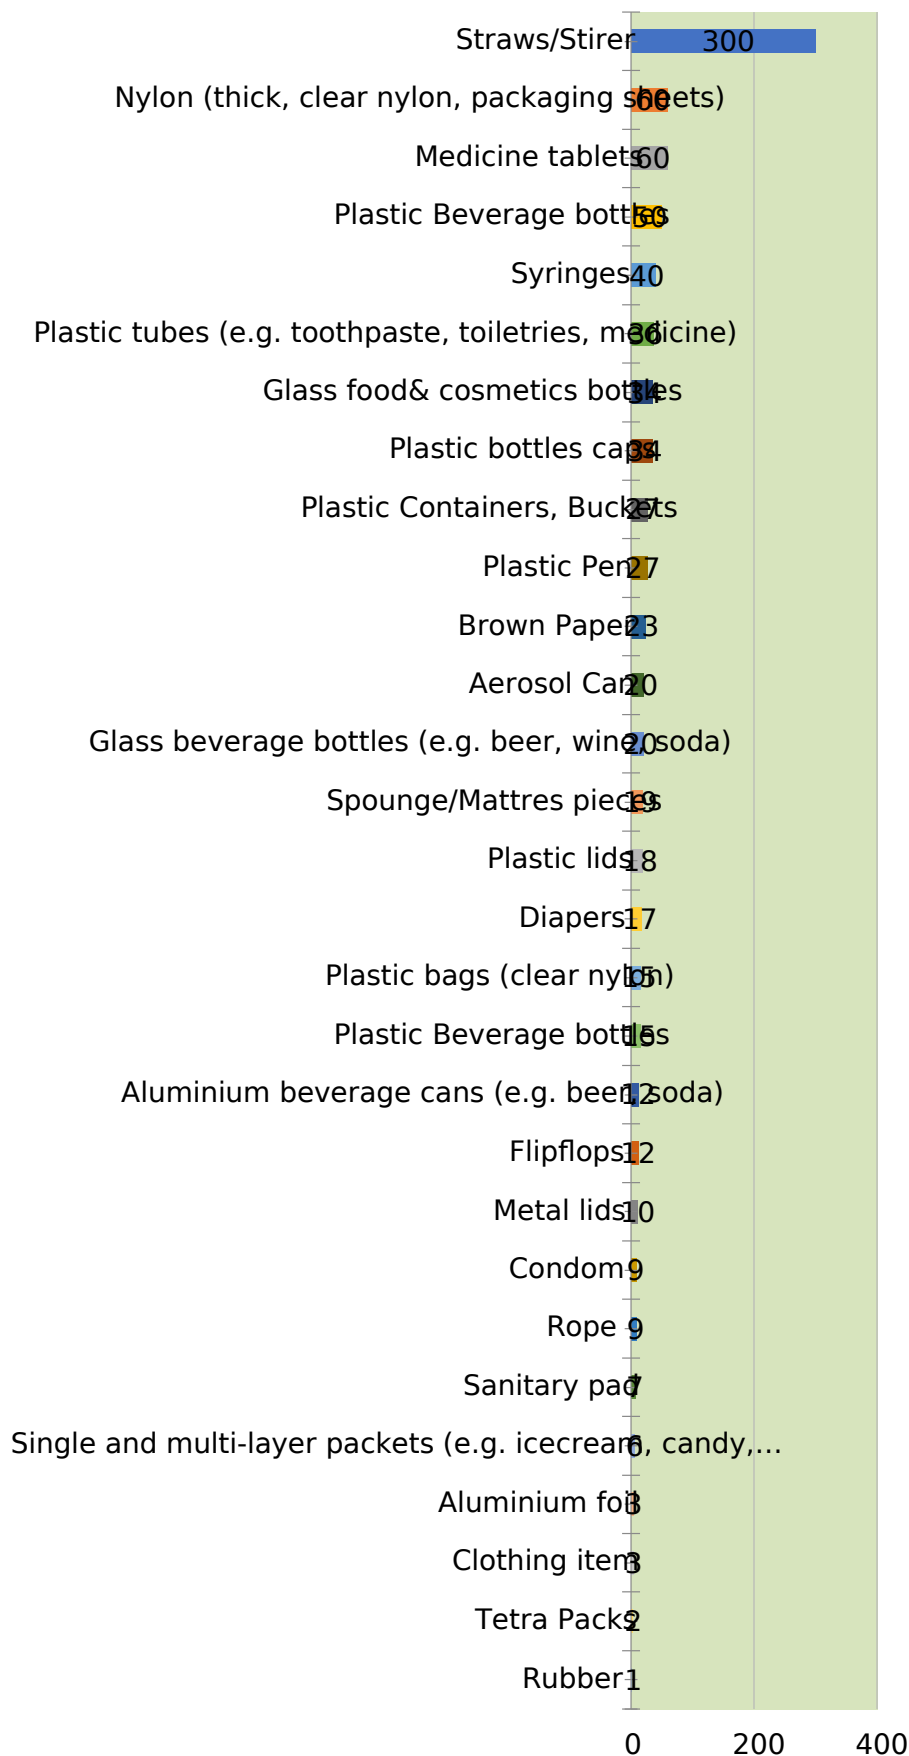 Straws/Stirer 300
Nylon (thick, clear nylon, packaging sheets) 60
Medicine tablets 60
Plastic Beverage bottles 50
Syringes 40
Plastic tubes (e.g. toothpaste, toiletries, medicine) 36
Glass food& cosmetics bottles 34
Plastic bottles caps 34
Plastic Containers, Buckets 27
Plastic Pen 27
Brown Paper 23
Aerosol Can 20
Glass beverage bottles (e.g. beer, wine, soda) 20
Spounge/Mattres pieces 19
Plastic lids 18
Diapers 17
Plastic bags (clear nylon) 15
Plastic Beverage bottles 15
Aluminium beverage cans (e.g. beer, soda) 12
Flipflops 12
Metal lids 10
Condom 9
Rope 9
Sanitary pad 7
Single and multi-layer packets (e.g. icecream, candy,… 6
Aluminium foil 3
Clothing item 3
Tetra Packs 2
Rubber 1
0 200 400